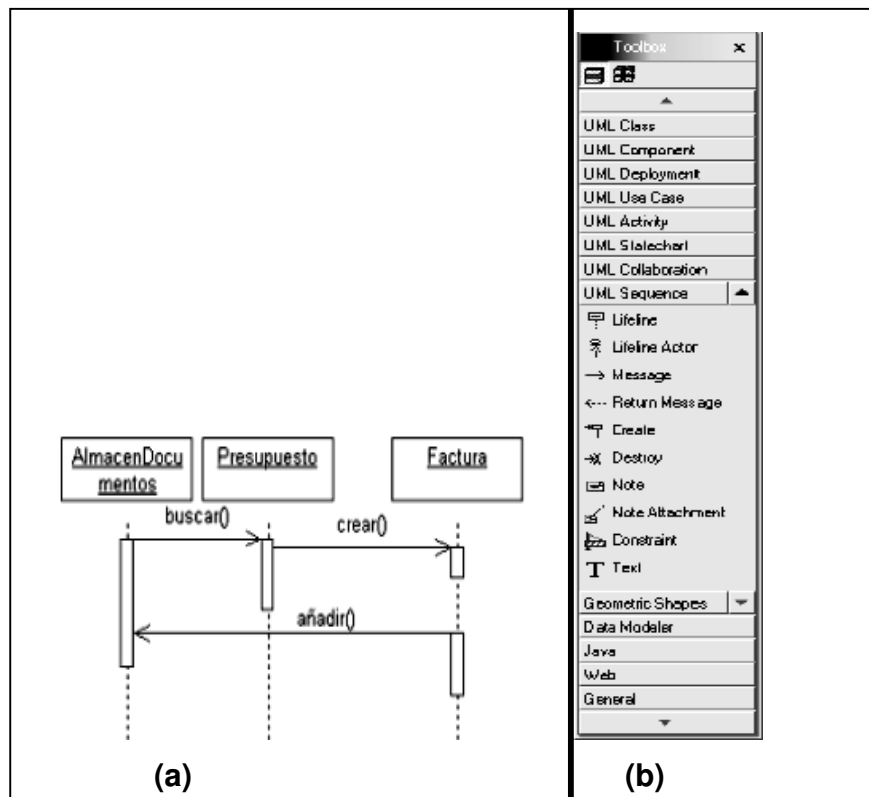 AlmacenDocu
mentos
Presupuesto
Factura
buscar()
crear()
añadir()
(a)
Toolbox
UML Class
UML Component
UML Deployment
UML Use Case
UML Activity
UML Statechart
UML Collaboration
UML Sequence
Lifeline
Lifeline Actor
Message
Return Message
Create
Destroy
Note
Note Attachment
Constraint
T Text
Geometric Shapes
Data Modeler
Java
Web
General
(b)